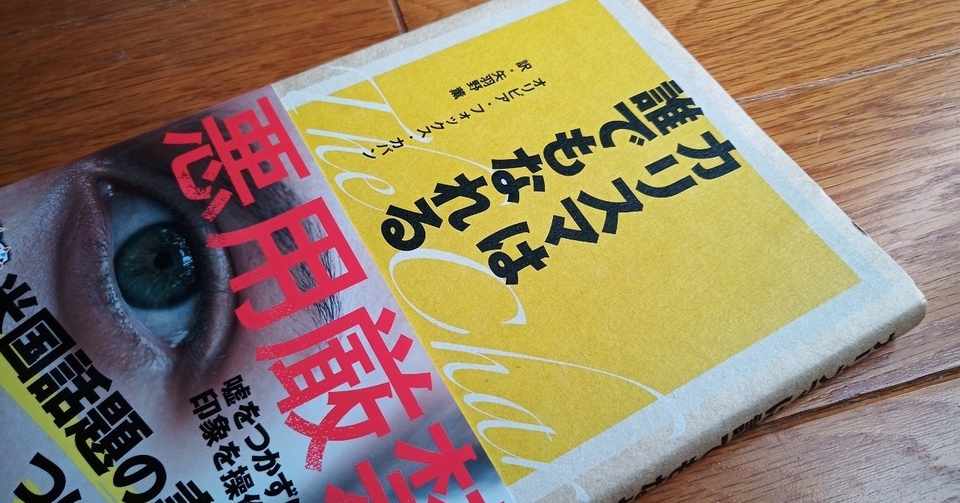 カリスマは
誰でもなれる
オリビア・フォックス・カバン
訳・矢羽野 薫
The Cha
悪用厳禁
嘘をつかず
印象を操作
米国話題の